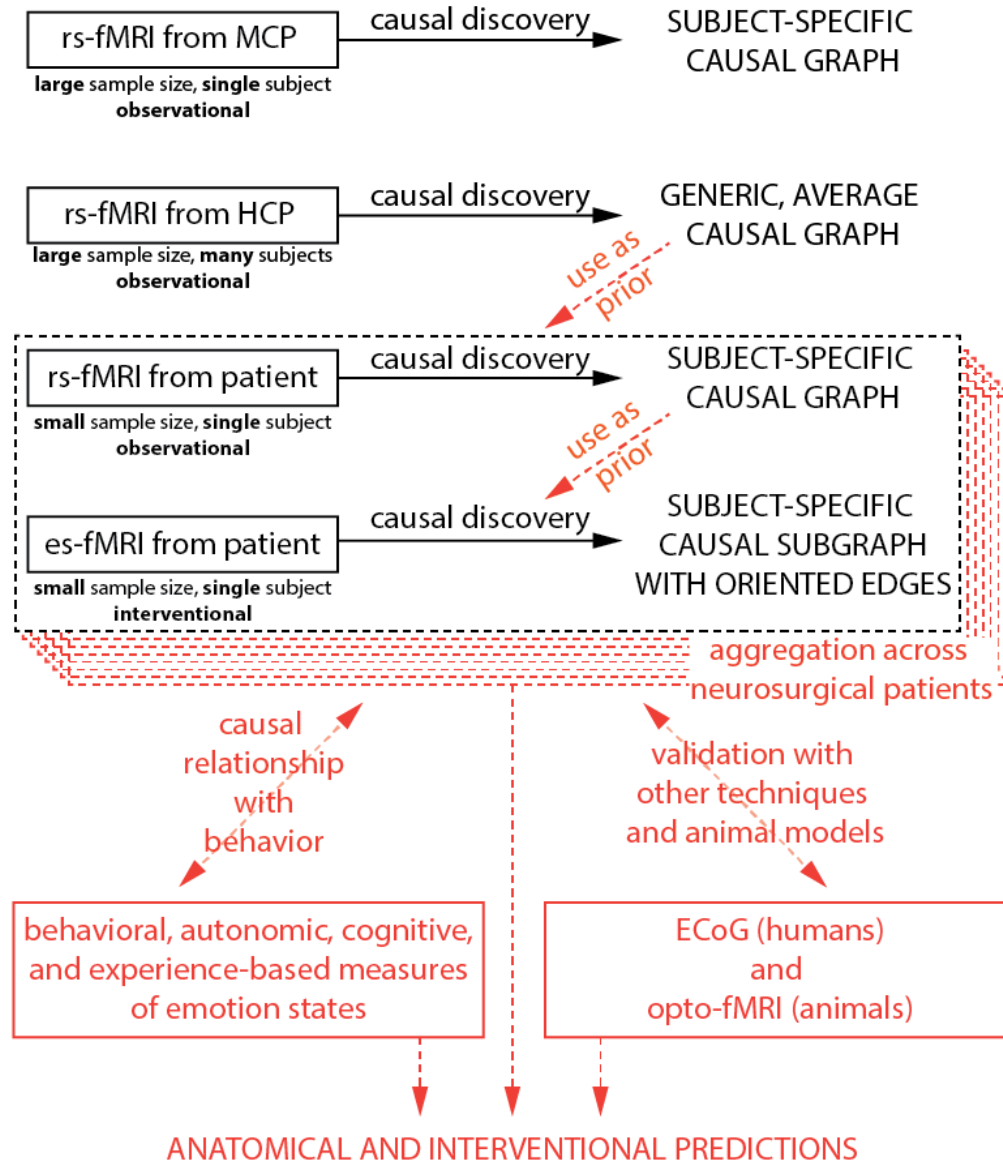 rs-fMRI from MCP
causal discovery
SUBJECT-SPECIFIC
CAUSAL GRAPH
large sample size, single subject
observational
rs-fMRI from HCP
causal discovery
GENERIC, AVERAGE
CAUSAL GRAPH
large sample size, many subjects
observational
use as
prior
rs-fMRI from patient
causal discovery
SUBJECT-SPECIFIC
CAUSAL GRAPH
small sample size, single subject
observational
use as
prior
es-fMRI from patient
causal discovery
SUBJECT-SPECIFIC
CAUSAL SUBGRAPH
WITH ORIENTED EDGES
small sample size, single subject
interventional
aggregation across
neurosurgical patients
causal
relationship
with
behavior
validation with
other techniques
and animal models
behavioral, autonomic, cognitive,
and experience-based measures
of emotion states
ECoG (humans)
and
opto-fMRI (animals)
ANATOMICAL AND INTERVENTIONAL PREDICTIONS